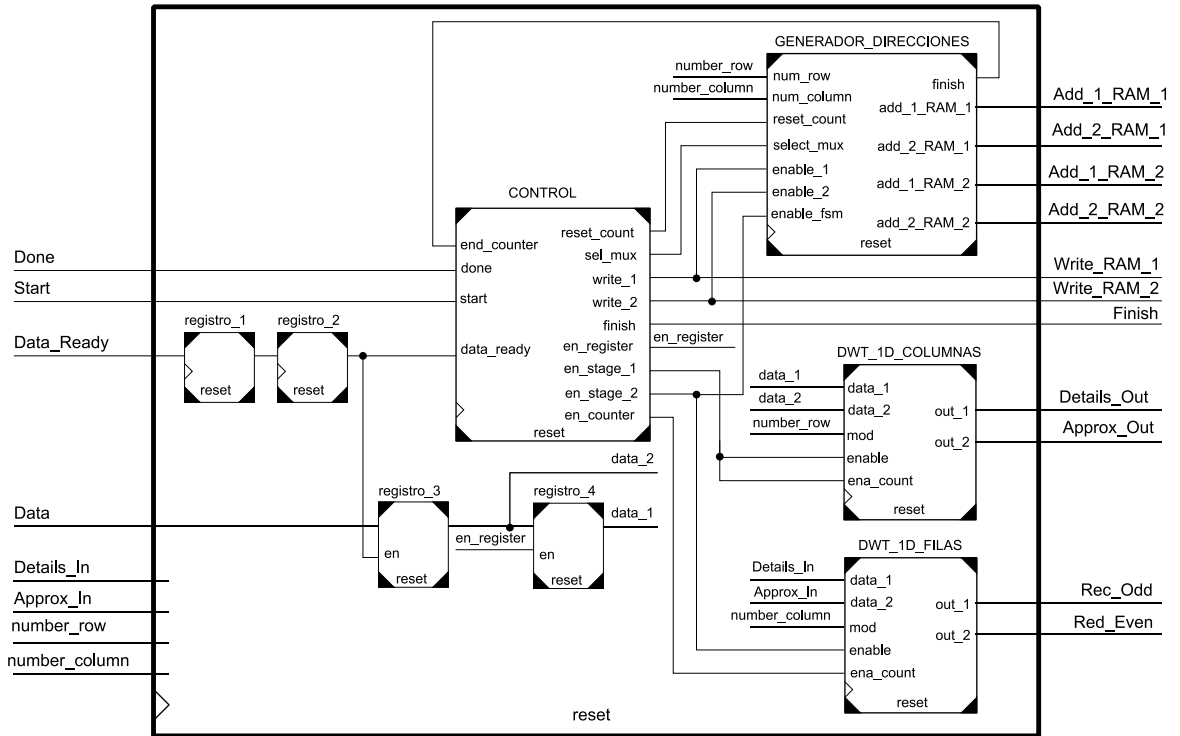 GENERADOR_DIRECCIONES
number_row
number_column
num_row
num_column
reset_count
select_mux
enable_1
enable_2
enable_fsm
finish
add_1_RAM_1
add_2_RAM_1
add_1_RAM_2
add_2_RAM_2
reset
Add_1_RAM_1
Add_2_RAM_1
Add_1_RAM_2
Add_2_RAM_2
Write_RAM_1
Write_RAM_2
Finish
CONTROL
end_counter
done
start
data_ready
reset_count
sel_mux
write_1
write_2
finish
en_register
en_stage_1
en_stage_2
en_counter
reset
en_register
Done
Start
Data_Ready
registro_1
reset
registro_2
reset
DWT_1D_COLUMNAS
data_1
data_2
number_row
data_1
data_2
mod
enable
ena_count
out_1
out_2
reset
Details_Out
Approx_Out
Data
registro_3
en
reset
data_2
registro_4
data_1
en_register
en
reset
Details_In
Approx_In
number_row
number_column
DWT_1D_FILAS
Details_In
Approx_In
number_column
data_1
data_2
mod
enable
ena_count
out_1
out_2
reset
Rec_Odd
Red_Even
reset